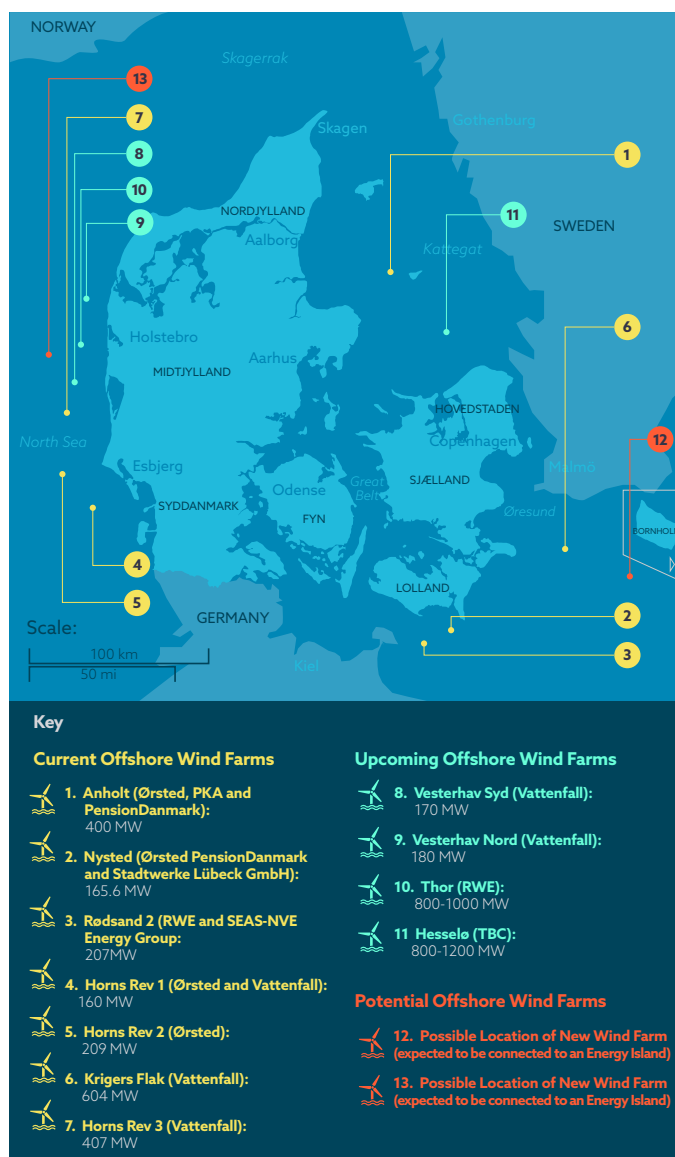 NORWAY
Skagerrak
13
Skagen
7
Gothenburg
8
1
10
NORDJYLLAND
11
9
SWEDEN
Aalborg
Kattegat
6
Holstebro
Aarhus
MIDTJYLLAND
HOVEDSTADEN
12
North Sea
Copenhagen
Esbjerg
Malmö
Great
Belt
SJÆLLAND
Odense
SYDDANMARK
Øresund
FYN
4
LOLLAND
5
GERMANY
2
Scale:
100 km
3
Kiel
50 mi
Key
Current Offshore Wind Farms
1. Anholt (Ørsted, PKA and
PensionDanmark):
400 MW
2. Nysted (Ørsted PensionDanmark
and Stadtwerke Lübeck GmbH):
165.6 MW
3. Rødsand 2 (RWE and SEAS-NVE
Energy Group:
207MW
4. Horns Rev 1 (Ørsted and Vattenfall):
160 MW
5. Horns Rev 2 (Ørsted):
209 MW
6. Krigers Flak (Vattenfall):
604 MW
7. Horns Rev 3 (Vattenfall):
407 MW
Upcoming Offshore Wind Farms
8. Vesterhav Syd (Vattenfall):
170 MW
9. Vesterhav Nord (Vattenfall):
180 MW
10. Thor (RWE):
800-1000 MW
11 Hesselø (TBC):
800-1200 MW
Potential Offshore Wind Farms
12. Possible Location of New Wind Farm
(expected to be connected to an Energy Island)
13. Possible Location of New Wind Farm
(expected to be connected to an Energy Island)